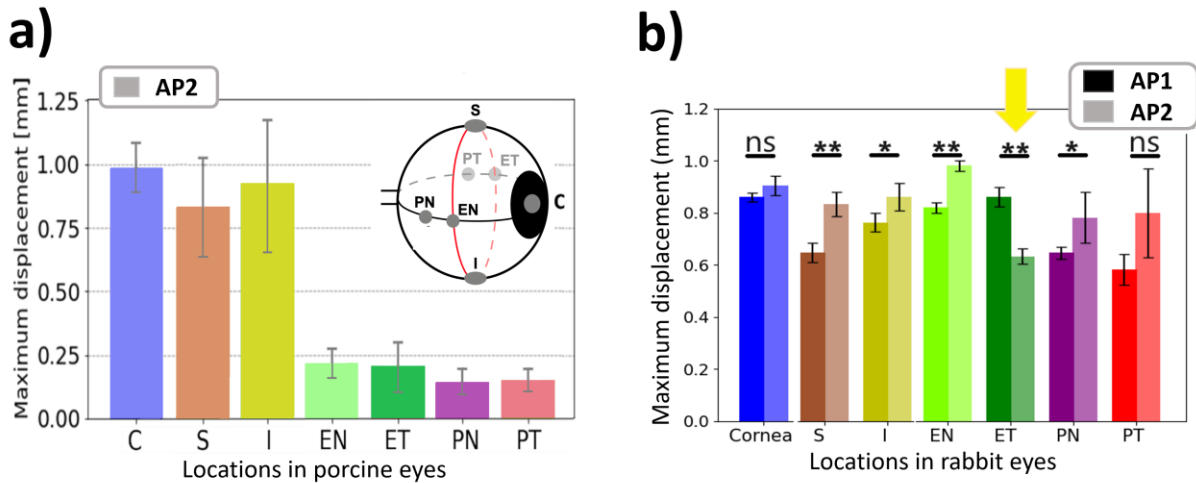 a)
AP2
Maximum displacement [mm]
1.25
1.00
0.75
0.50
0.25
0.00
S
PT
ET
C
PN
EN
I
C S I EN ET PN PT
Locations in porcine eyes
b)
AP1
AP2
Maximum displacement (mm)
1.2
1.0
0.8
0.6
0.4
0.2
0.0
ns ** * ** ** * ns
Cornea S I EN ET PN PT
Locations in rabbit eyes